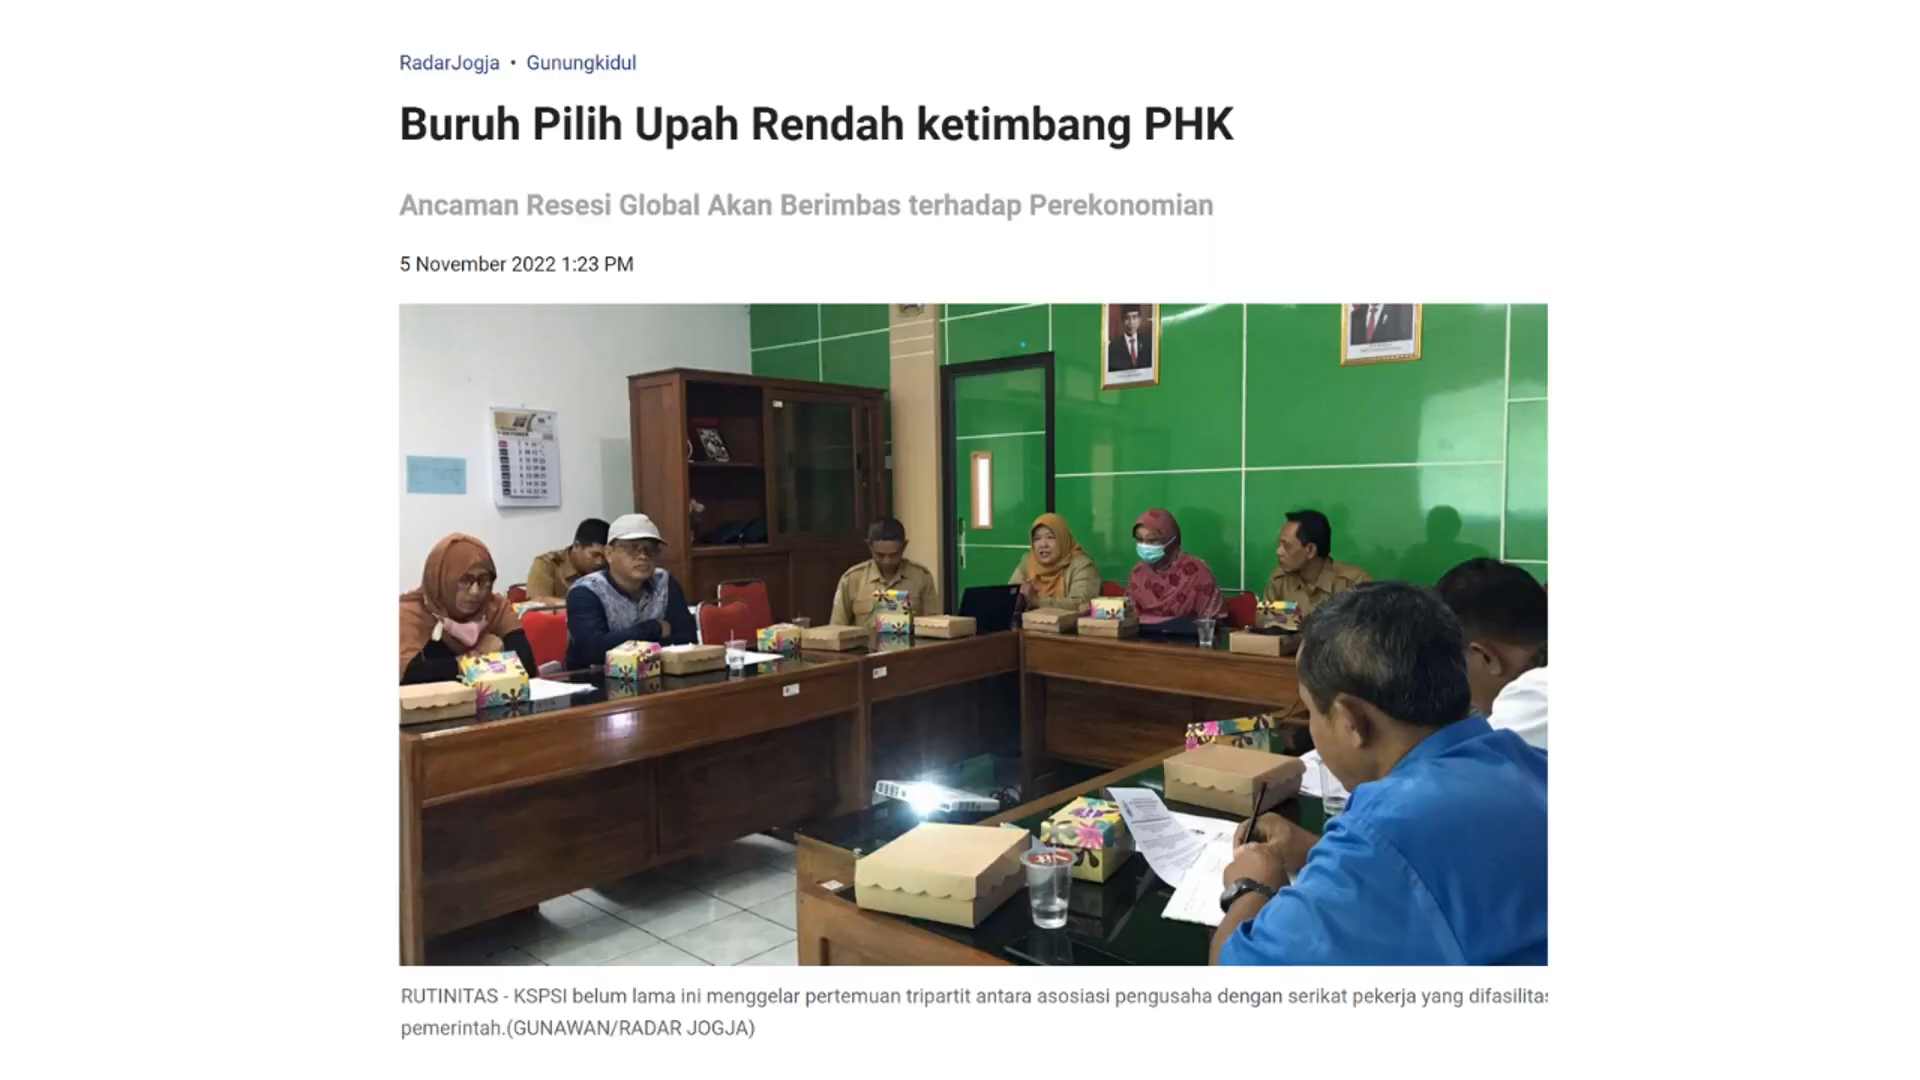 RadarJogja • Gunungkidul
Buruh Pilih Upah Rendah ketimbang PHK
Ancaman Resesi Global Akan Berimbas terhadap Perekonomian
5 November 2022 1:23 PM
RUTINITAS - KSPSI belum lama ini menggelar pertemuan tripartit antara asosiasi pengusaha dengan serikat pekerja yang difasilitas
pemerintah.(GUNAWAN/RADAR JOGJA)